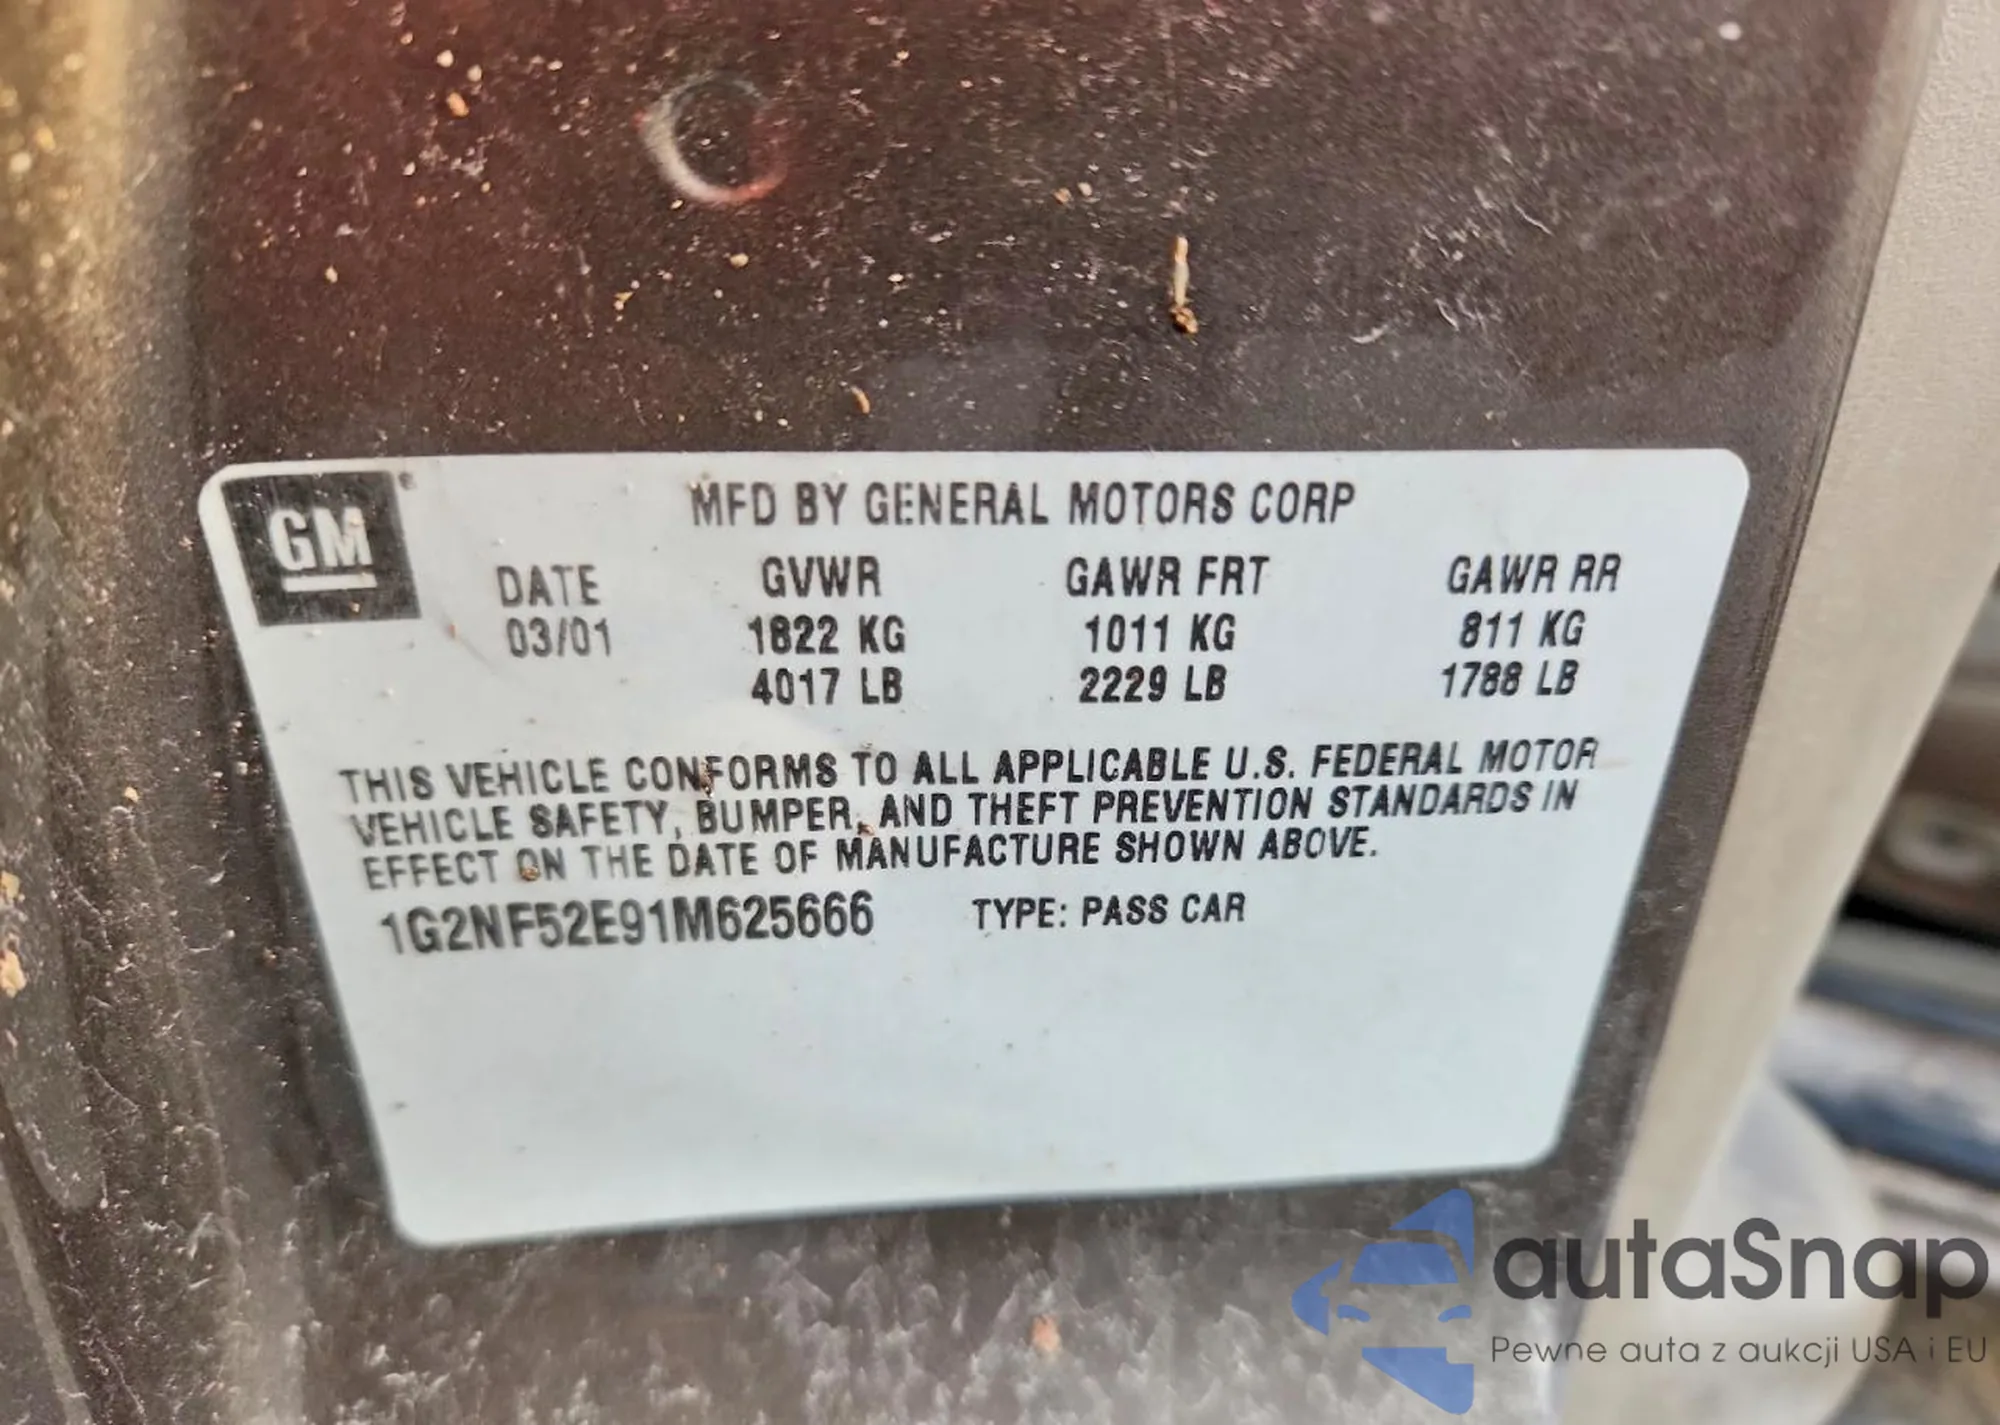 GM
MFD BY GENERAL MOTORS CORP
DATE GVWR GAWR FRT GAWR RR
03/01 1822 KG 1011 KG 811 KG
4017 LB 2229 LB 1788 LB
THIS VEHICLE CONFORMS TO ALL APPLICABLE U.S. FEDERAL MOTOR
VEHICLE SAFETY, BUMPER, AND THEFT PREVENTION STANDARDS IN
EFFECT ON THE DATE OF MANUFACTURE SHOWN ABOVE.
1G2NF52E91M625666 TYPE: PASS CAR
autaSnap
Pewne auta z aukcji USA i EU